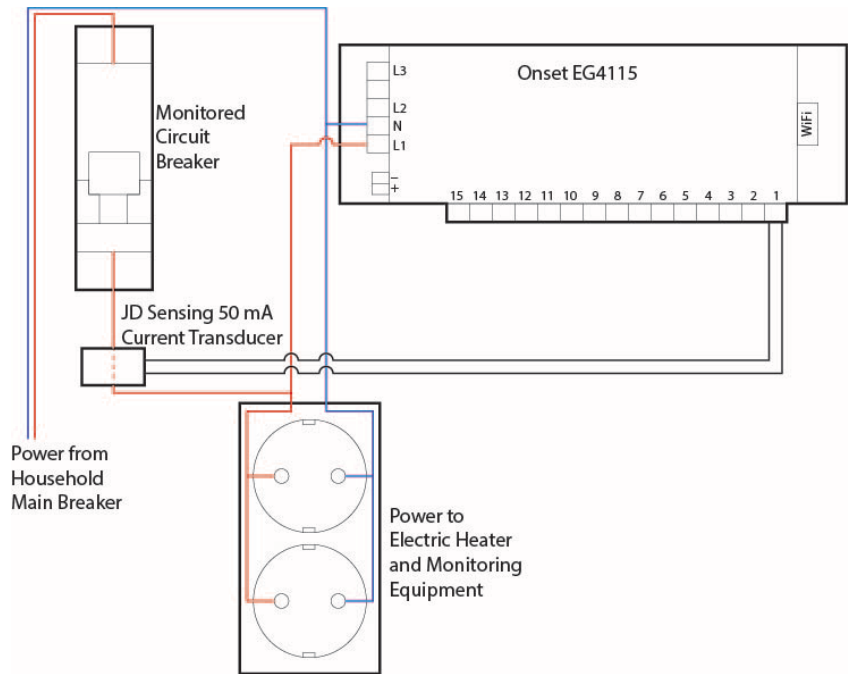 Monitored
Circuit
Breaker
Onset EG4115
L3
L2
N
L1
–
+
WiFi
15 14 13 12 11 10 9 8 7 6 5 4 3 2 1
JD Sensing 50 mA
Current Transducer
Power from
Household
Main Breaker
Power to
Electric Heater
and Monitoring
Equipment